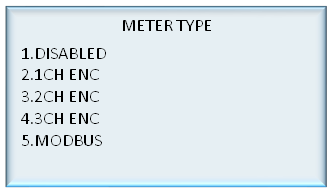 METER TYPE
1.DISABLED
2.1CH ENC
3.2CH ENC
4.3CH ENC
5.MODBUS